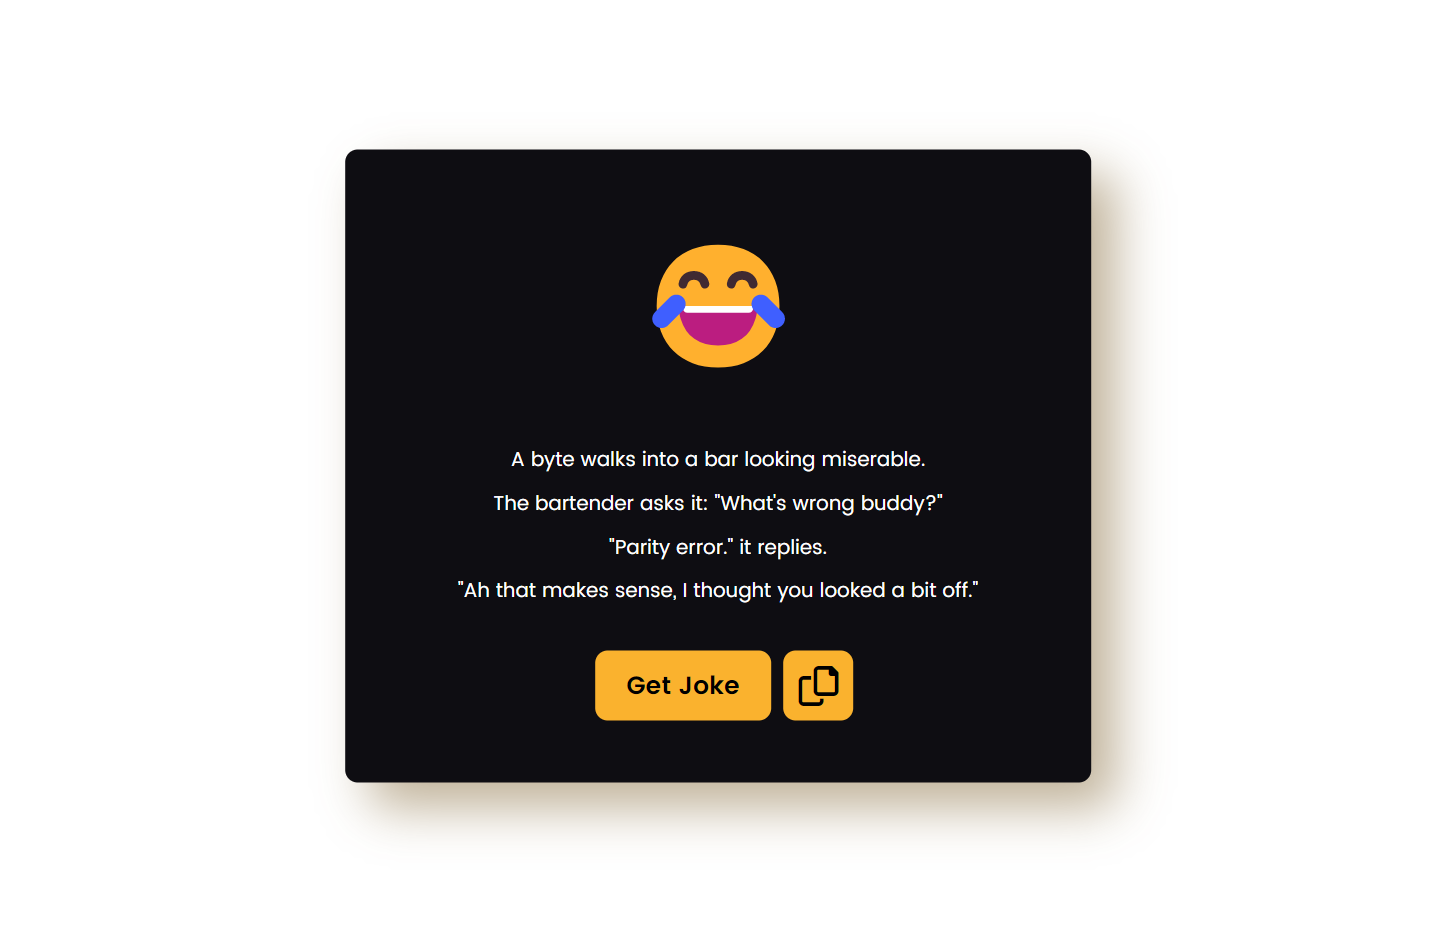 A byte walks into a bar looking miserable.
The bartender asks it: "What's wrong buddy?"
"Parity error." it replies.
"Ah that makes sense, I thought you looked a bit off."
Get Joke